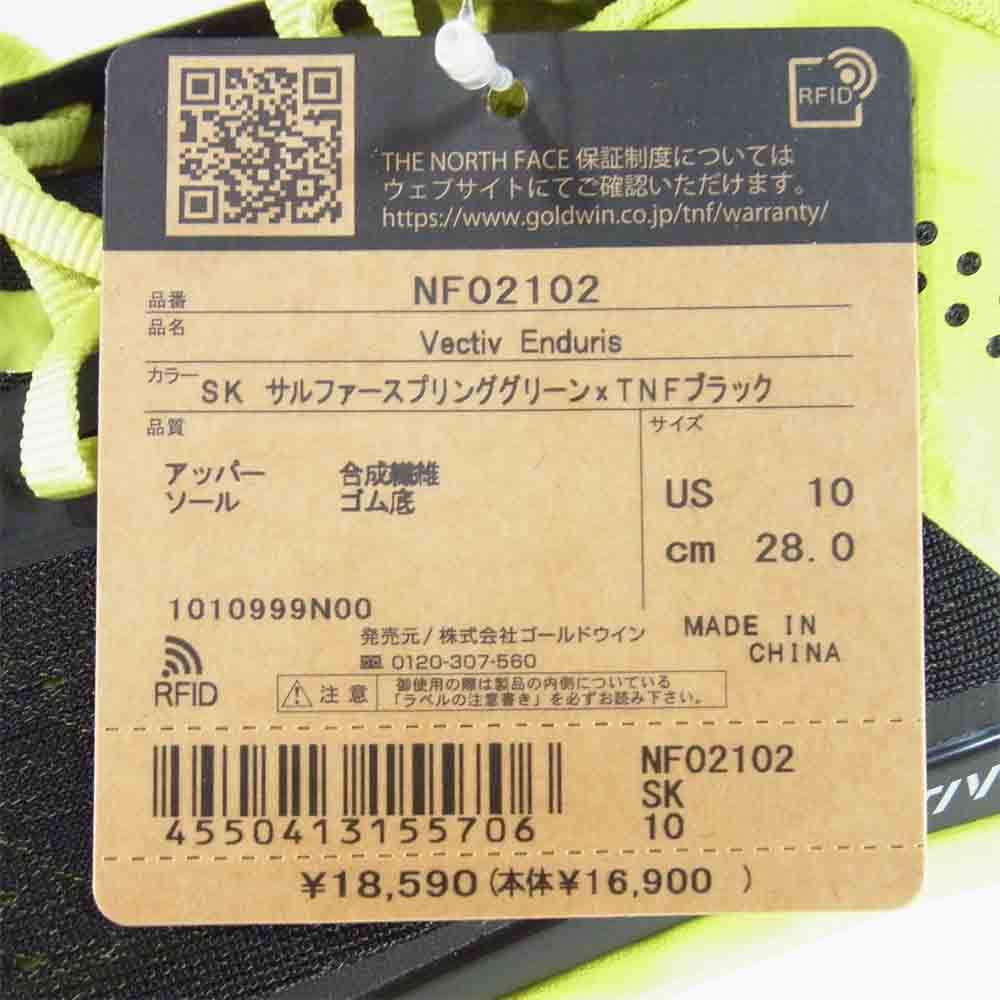 RFID
THE NORTH FACE 保証制度については
ウェブサイトにてご確認いただけます。
https://www.goldwin.co.jp/tnf/warranty/
品番 NF02102
品名 Vectiv Enduris
カラー SK サルファースプリンググリーン×TNFブラック
品質
アッパー 合成繊維
ソール ゴム底
サイズ
US 10
cm 28.0
1010999N00
RFID
発売元/株式会社ゴールドウイン
0120-307-560
MADE IN
CHINA
注意 御使用の際は製品の内側についている
「ラベルの注意書き」を必ずお読み下さい。
4550413155706
NF02102
SK
10
¥18,590(本体¥16,900 )
TIV